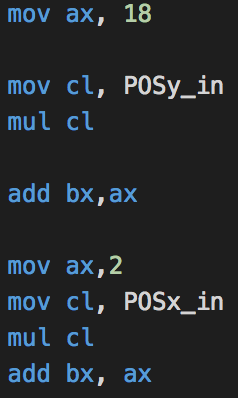 mov ax, 18
mov cl, POSy_in
mul cl
add bx,ax
mov ax,2
mov cl, POSx_in
mul cl
add bx, ax